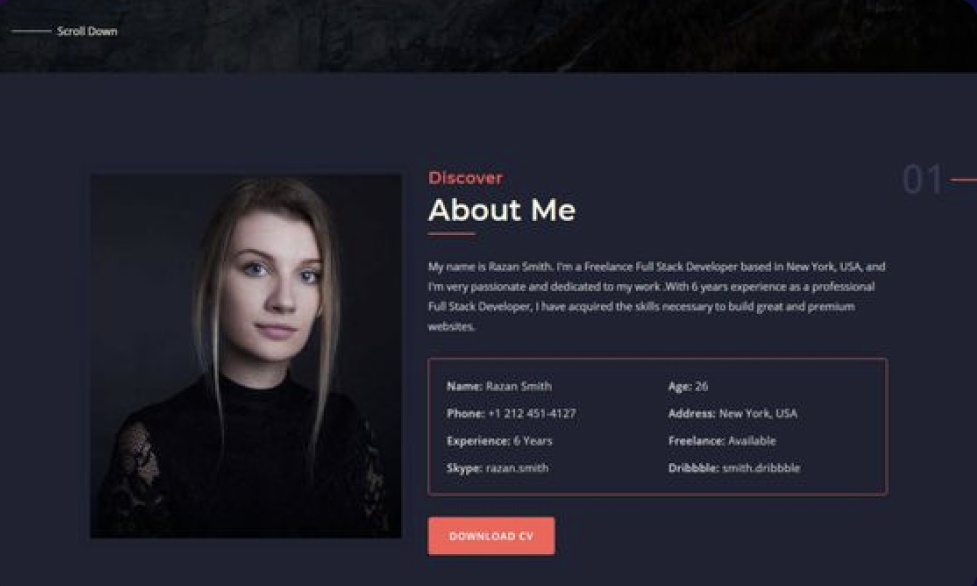 Scroll Down
01
Discover
About Me
My name is Razan Smith. I'm a Freelance Full Stack Developer based in New York, USA, and
I'm very passionate and dedicated to my work .With 6 years experience as a professional
Full Stack Developer, I have acquired the skills necessary to build great and premium
websites.
Name: Razan Smith
Age: 26
Phone: +1 212 451-4127
Address: New York, USA
Experience: 6 Years
Freelance: Available
Skype: razan.smith
Dribbble: smith.dribbble
DOWNLOAD CV